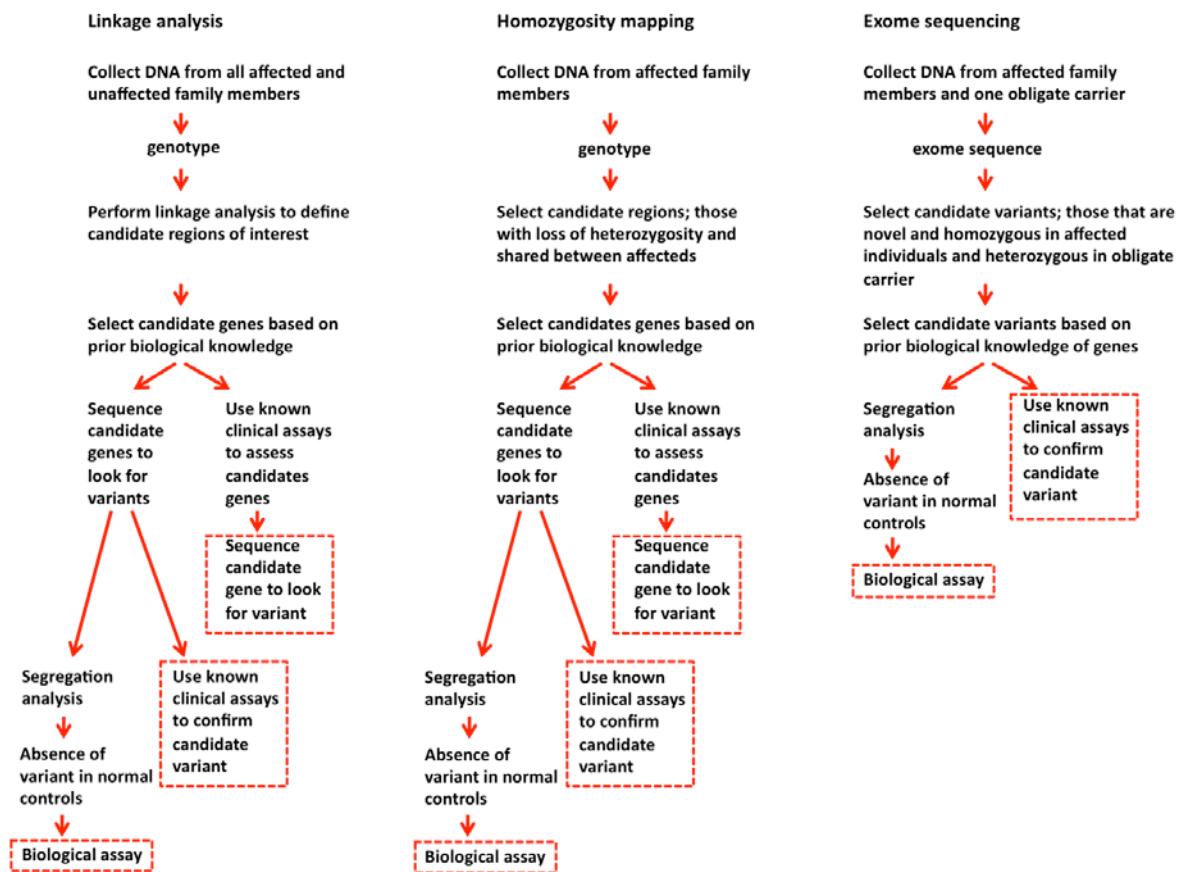 Linkage analysis
Collect DNA from all affected and
unaffected family members
genotype
Perform linkage analysis to define
candidate regions of interest
Select candidate genes based on
prior biological knowledge
Sequence
candidate
genes to
look for
variants
Use known
clinical assays
to assess
candidates
genes
Sequence
candidate
gene to look
for variant
Segregation
analysis
Absence of
variant in normal
controls
Biological assay
Use known
clinical assays
to confirm
candidate
variant
Homozygosity mapping
Collect DNA from affected family
members
genotype
Select candidate regions; those
with loss of heterozygosity and
shared between affecteds
Select candidates genes based on
prior biological knowledge
Sequence
candidate
genes to
look for
variants
Use known
clinical assays
to assess
candidates
genes
Sequence
candidate
gene to look
for variant
Segregation
analysis
Absence of
variant in normal
controls
Biological assay
Use known
clinical assays
to confirm
candidate
variant
Exome sequencing
Collect DNA from affected family
members and one obligate carrier
exome sequence
Select candidate variants; those that are
novel and homozygous in affected
individuals and heterozygous in obligate
carrier
Select candidate variants based on
prior biological knowledge of genes
Segregation
analysis
Absence of
variant in normal
controls
Biological assay
Use known
clinical assays
to confirm
candidate
variant